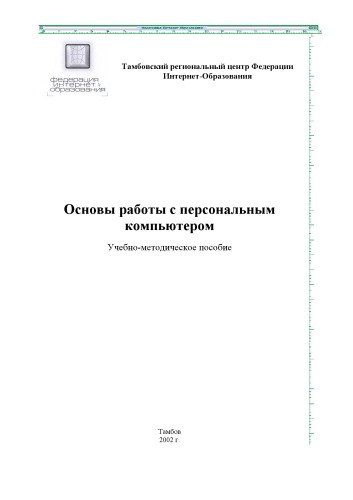 федерация
интернет
образования
Тамбовский региональный центр Федерации
Интернет-Образования
Основы работы с персональным
компьютером
Учебно-методическое пособие
Тамбов
2002 г.